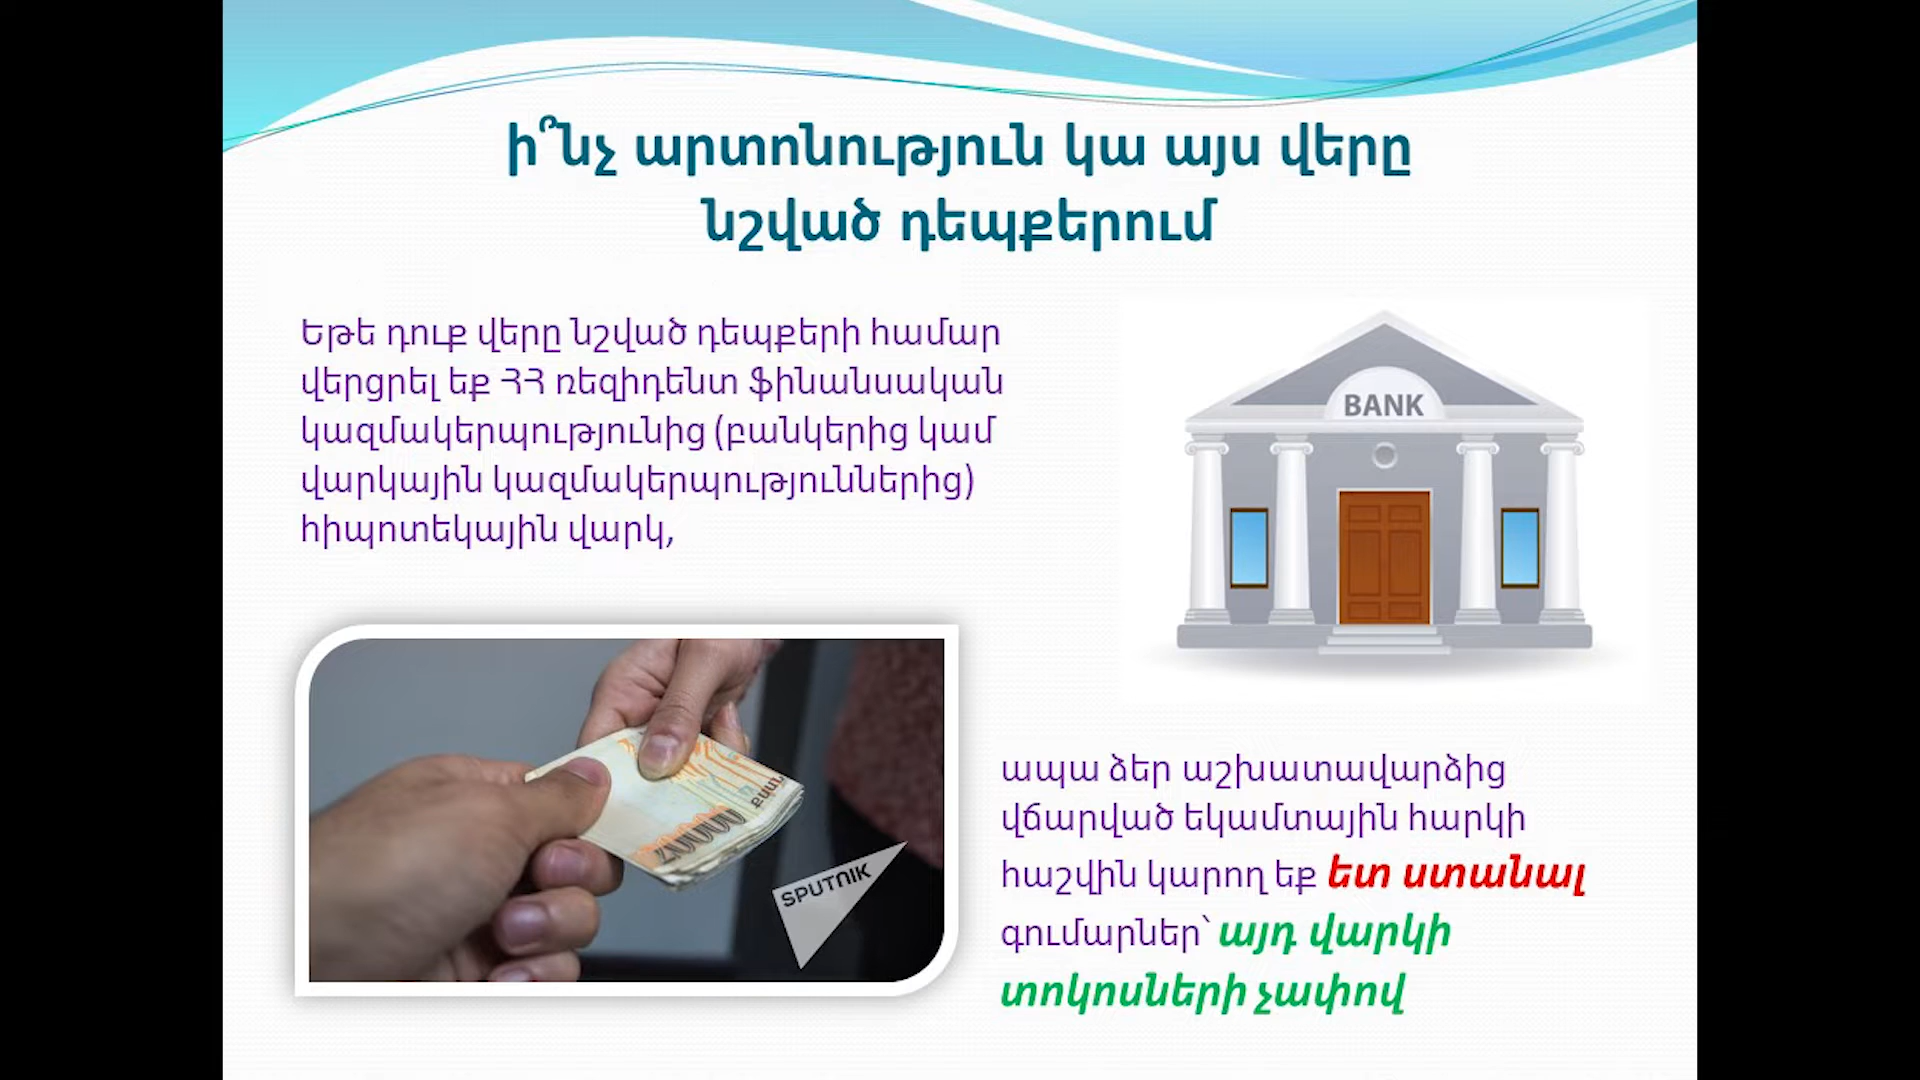 ի՞նչ արտոնություն կա այս վերը
նշված դեպքերում
Եթե դուք վերը նշված դեպքերի համար
վերցրել եք ՀՀ ռեզիդենտ ֆինանսական
կազմակերպությունից (բանկերից կամ
վարկային կազմակերպություններից)
հիպոտեկային վարկ,
BANK
20000
SPUTNIK
ապա ձեր աշխատավարձից
վճարված եկամտային հարկի
հաշվին կարող եք ետ ստանալ
գումարներ՝ այդ վարկի
տոկոսների չափով